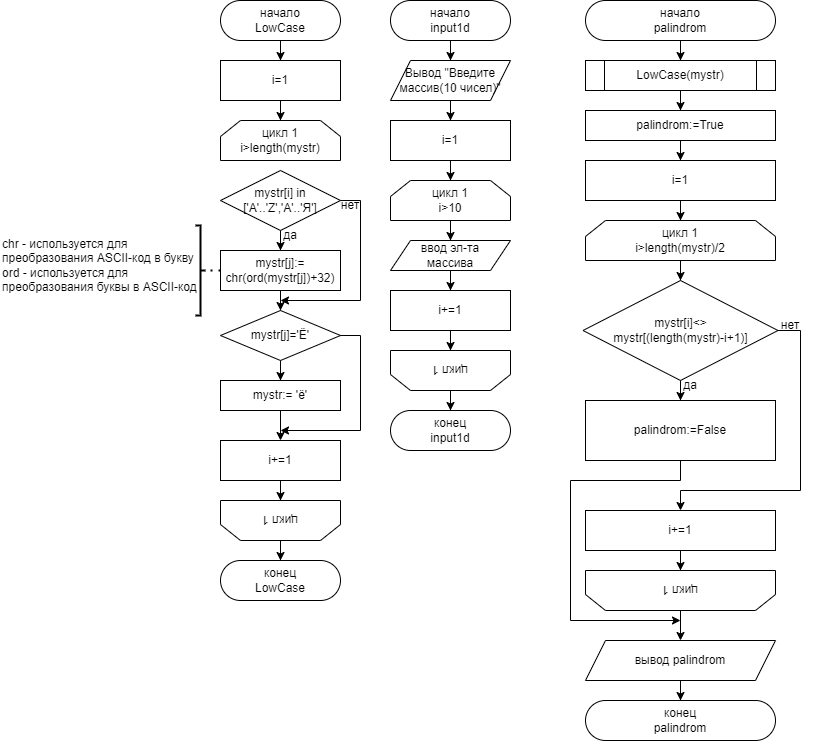 начало
LowCase
i=1
цикл 1
i>length(mystr)
mystr[i] in
['A'..'Z','А'..'Я']
нет
да
chr - используется для
преобразования ASCII-код в букву
ord - используется для
преобразования буквы в ASCII-код
mystr[j]:=
chr(ord(mystr[j])+32)
mystr[j]='Ё'
mystr:= 'ё'
i+=1
цикл 1
конец
LowCase
начало
input1d
Вывод "Введите
массив(10 чисел)"
i=1
цикл 1
i>10
ввод эл-та
массива
i+=1
цикл 1
конец
input1d
начало
palindrom
LowCase(mystr)
palindrom:=True
i=1
цикл 1
i>length(mystr)/2
mystr[i]<>
mystr[(length(mystr)-i+1)]
нет
да
palindrom:=False
i+=1
цикл 1
вывод palindrom
конец
palindrom